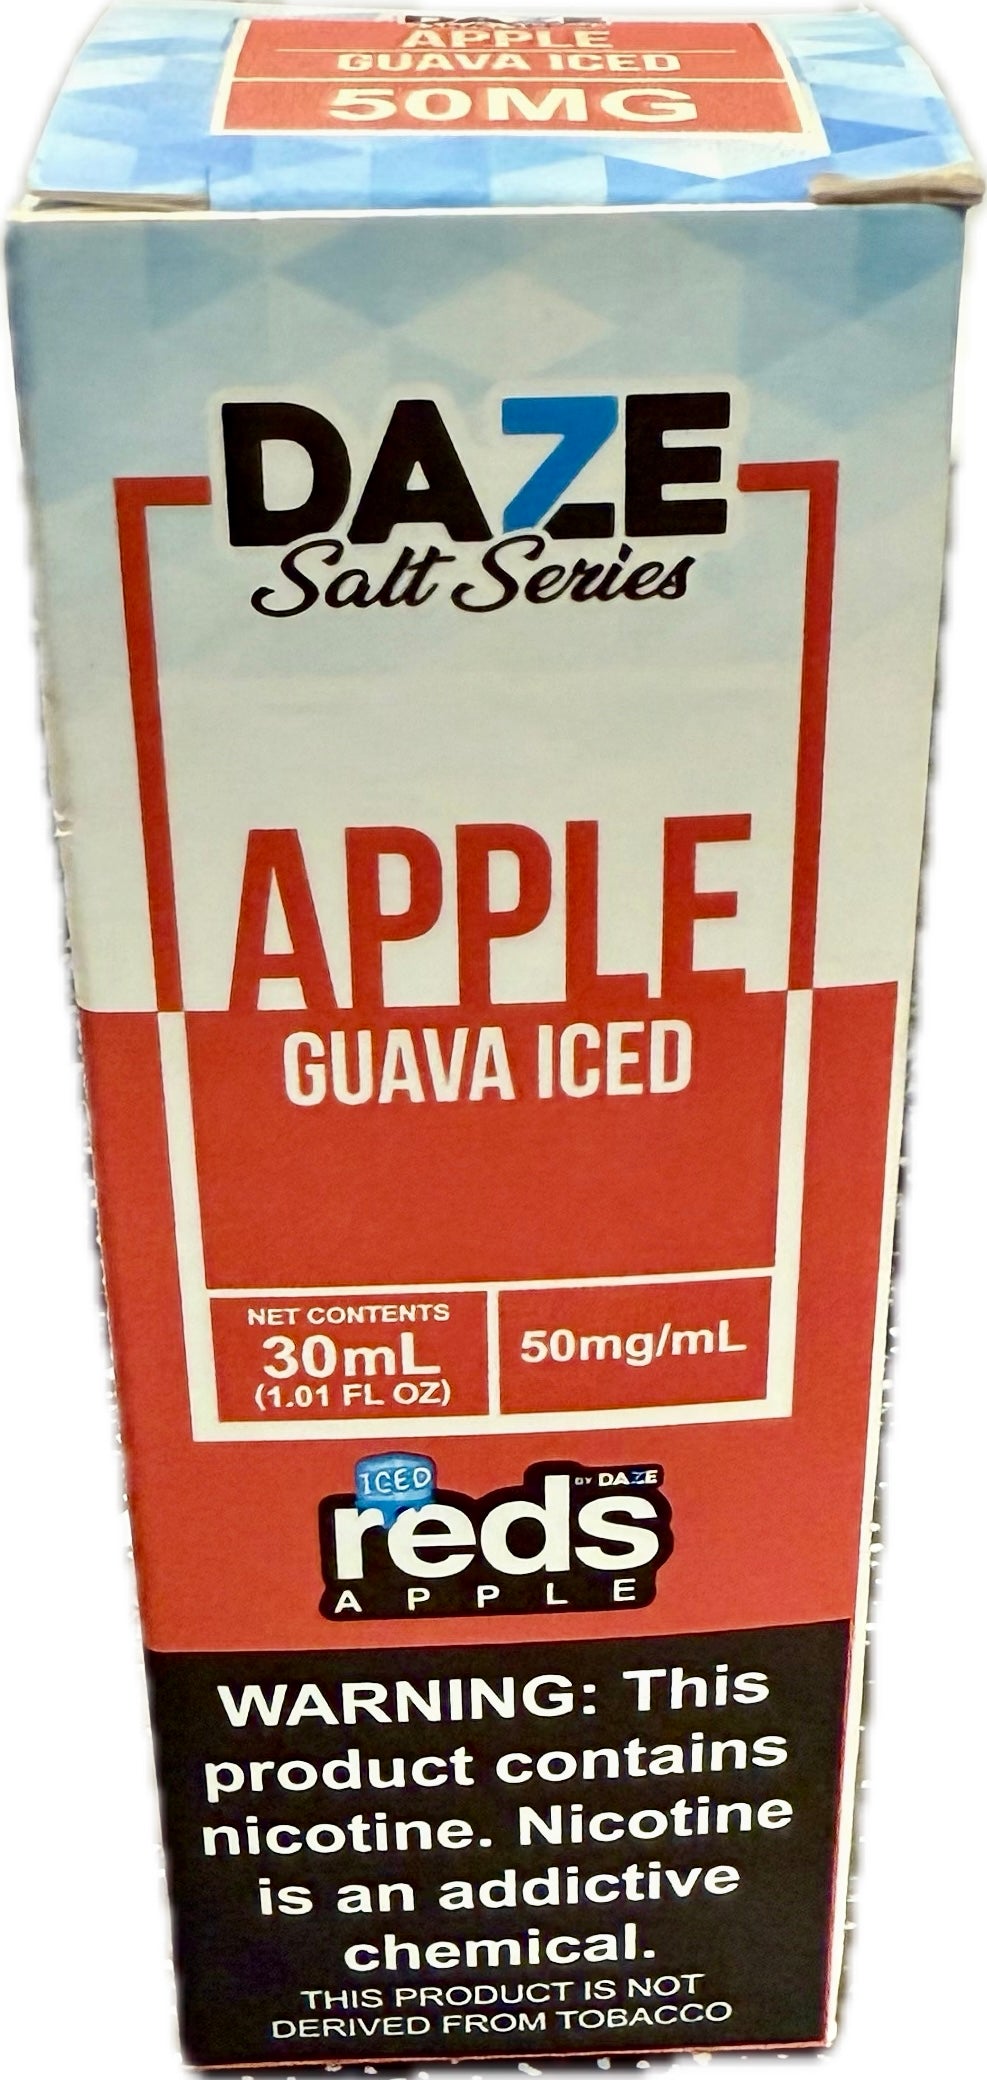 DAZE
APPLE
GUAVA ICED
50MG
DAZE
Salt Series
APPLE
GUAVA ICED
NET CONTENTS
30mL
(1.01 FL OZ)
50mg/mL
ICED
reds BY DAZE
APPLE
WARNING: This
product contains
nicotine. Nicotine
is an addictive
chemical.
THIS PRODUCT IS NOT
DERIVED FROM TOBACCO